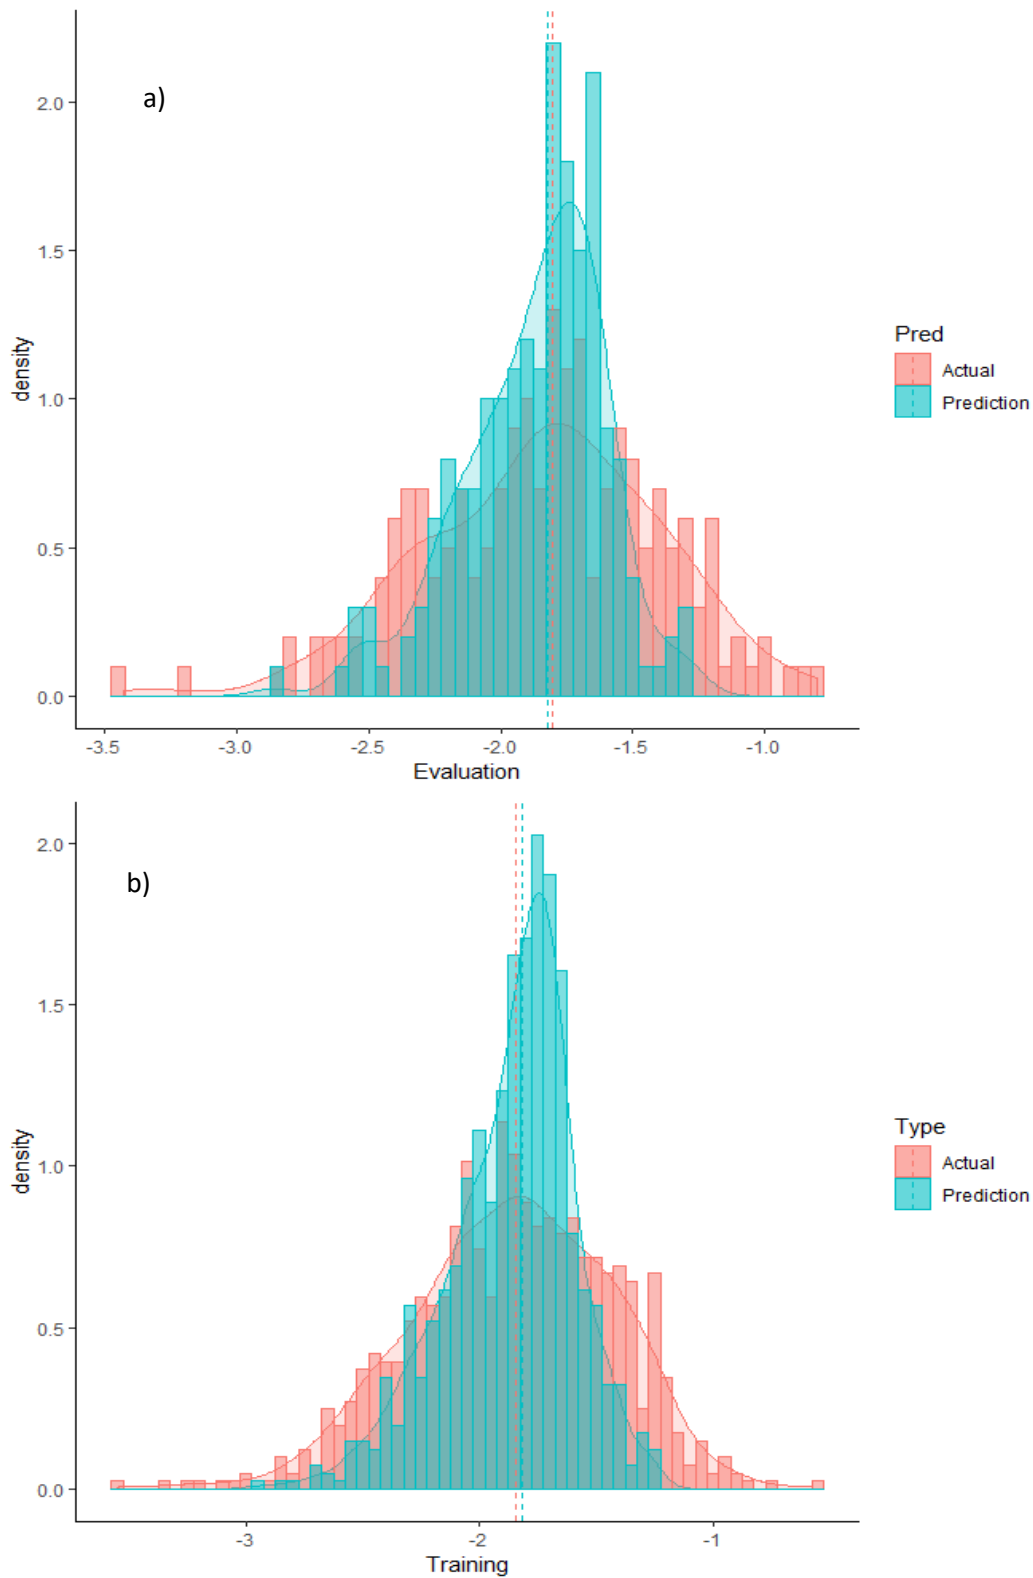 a)
2.0
1.5
1.0
0.5
0.0
density
-3.5 -3.0 -2.5 -2.0 -1.5 -1.0
Evaluation
Pred
Actual
Prediction
b)
2.0
1.5
1.0
0.5
0.0
density
-3 -2 -1
Training
Type
Actual
Prediction